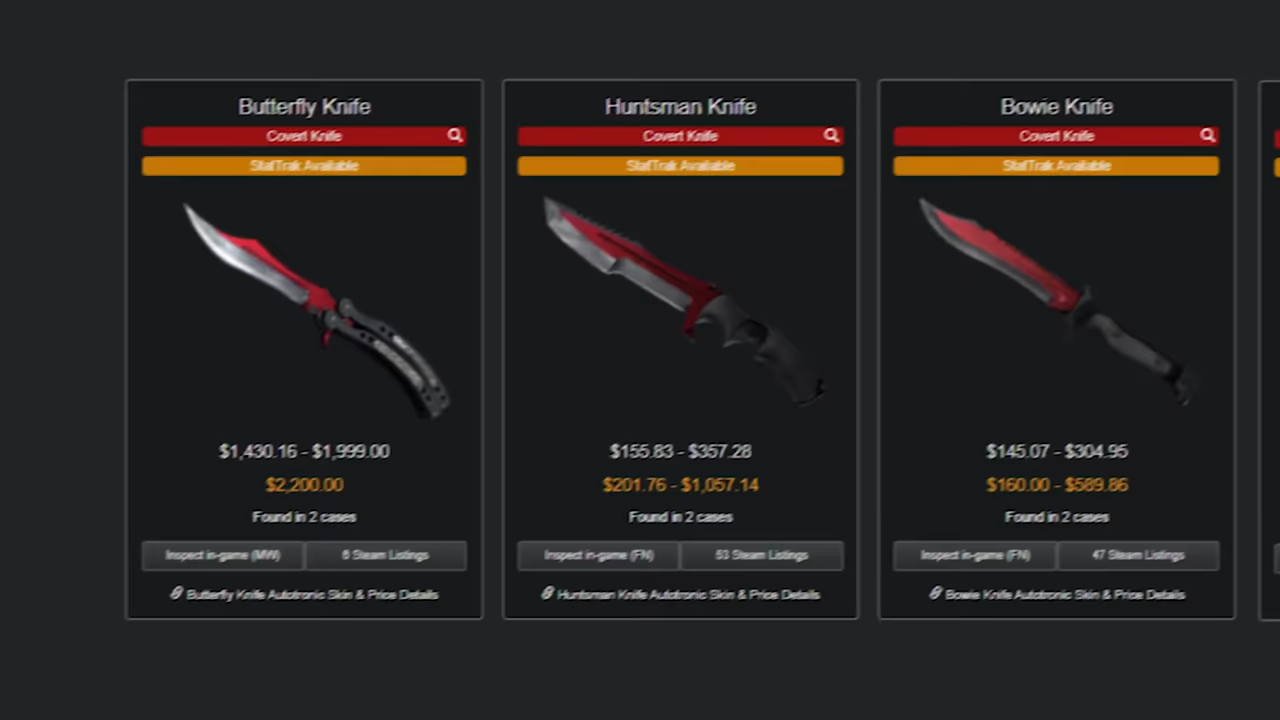 Butterfly Knife
Covert Knife
StatTrak Available
$1,430.16 - $1,999.00
$2,200.00
Found in 2 cases
Inspect in-game (MW)
6 Steam Listings
Butterfly Knife Autotronic Skin & Price Details
Huntsman Knife
Covert Knife
StatTrak Available
$155.83 - $357.28
$201.76 - $1,057.14
Found in 2 cases
Inspect in-game (FN)
53 Steam Listings
Huntsman Knife Autotronic Skin & Price Details
Bowie Knife
Covert Knife
StatTrak Available
$145.07 - $304.95
$160.00 - $589.86
Found in 2 cases
Inspect in-game (FN)
47 Steam Listings
Bowie Knife Autotronic Skin & Price Details